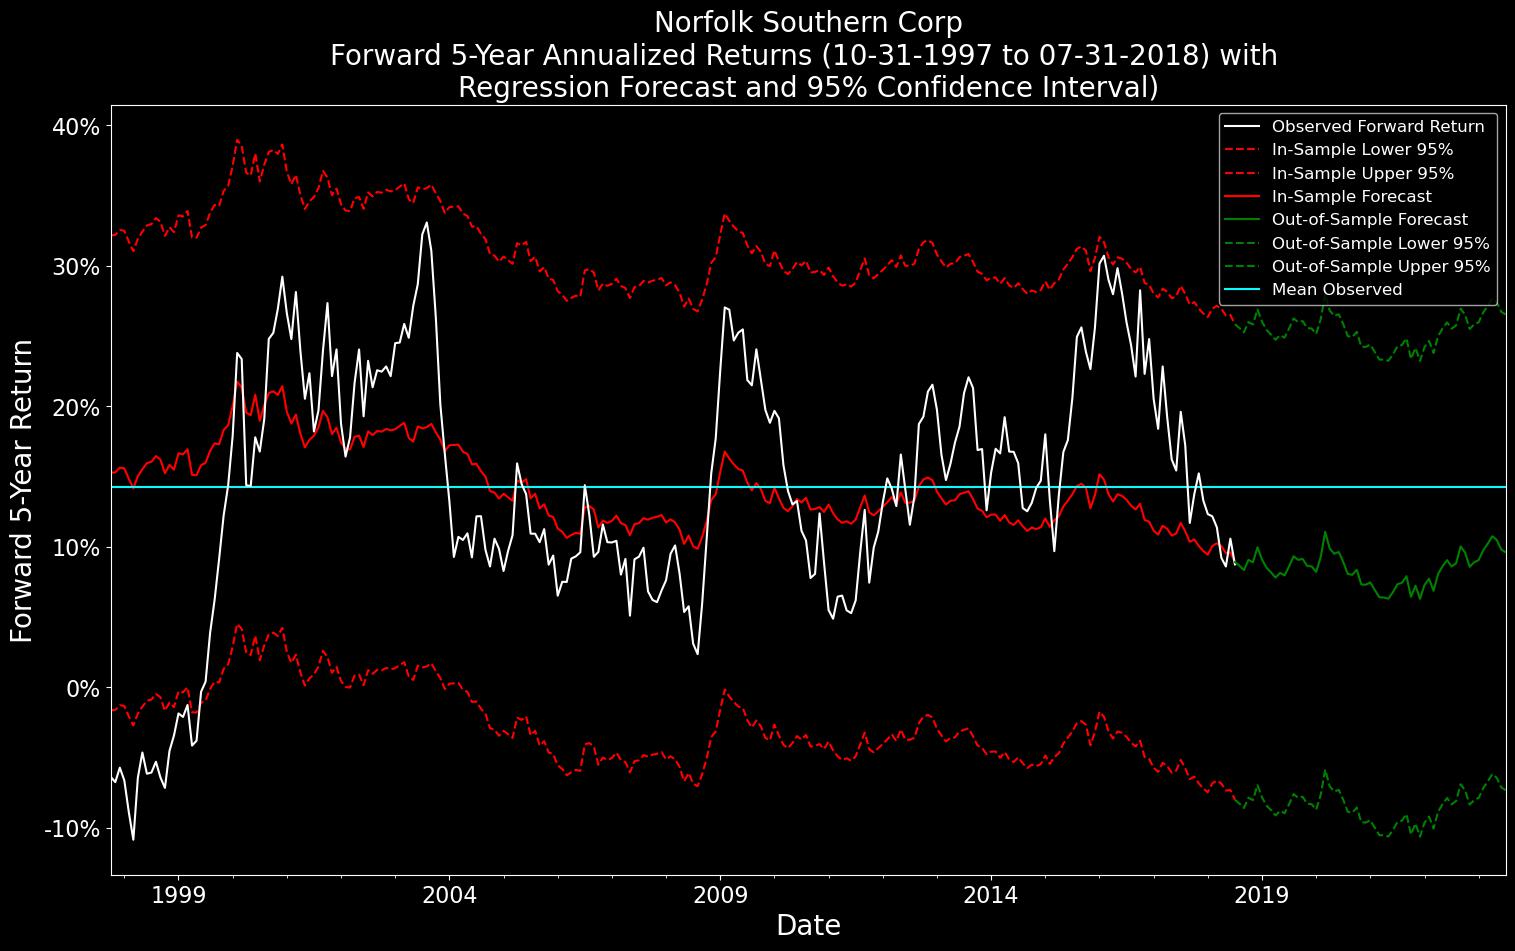 Norfolk Southern Corp
Forward 5-Year Annualized Returns (10-31-1997 to 07-31-2018) with
Regression Forecast and 95% Confidence Interval)
Observed Forward Return
In-Sample Lower 95%
In-Sample Upper 95%
In-Sample Forecast
Out-of-Sample Forecast
Out-of-Sample Lower 95%
Out-of-Sample Upper 95%
Mean Observed
Forward 5-Year Return
40%
30%
20%
10%
0%
-10%
1999
2004
2009
2014
2019
Date